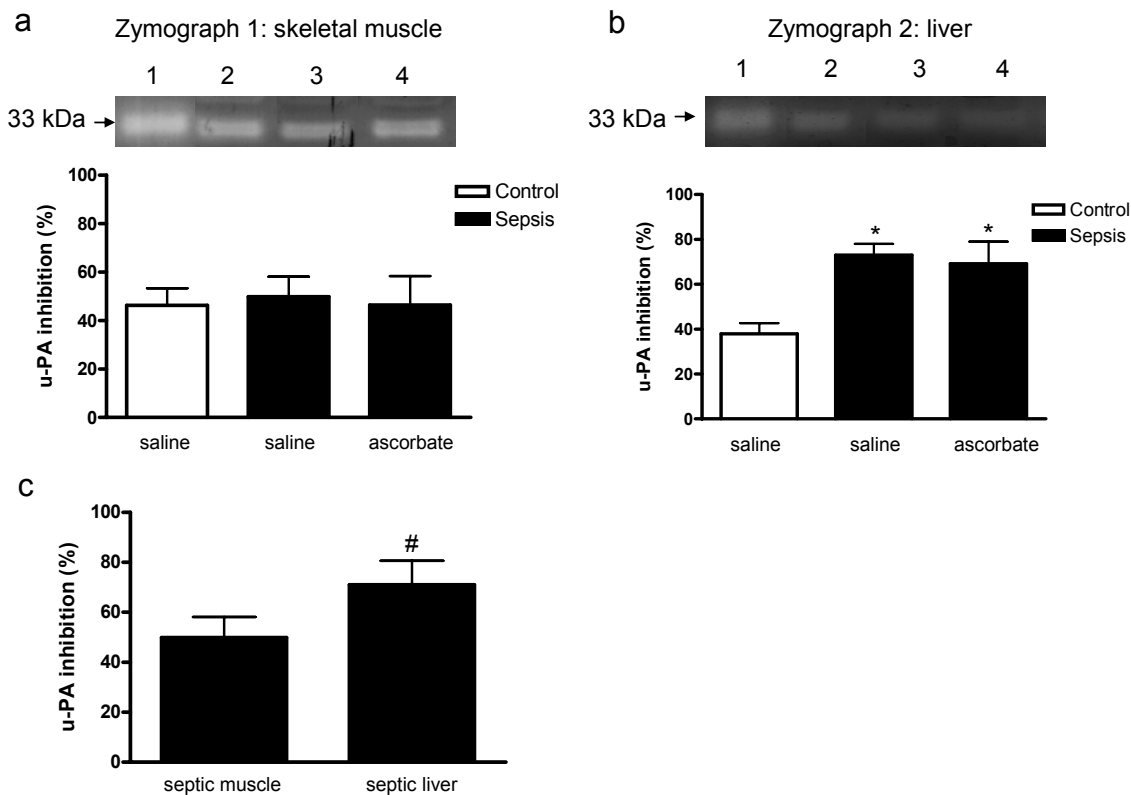 a
Zymograph 1: skeletal muscle
1 2 3 4
33 kDa
100
80
60
40
20
0
u-PA inhibition (%)
Control
Sepsis
saline saline ascorbate
b
Zymograph 2: liver
1 2 3 4
33 kDa
100
80
60
40
20
0
u-PA inhibition (%)
* *
Control
Sepsis
saline saline ascorbate
c
100
80
60
40
20
0
u-PA inhibition (%)
#
septic muscle septic liver